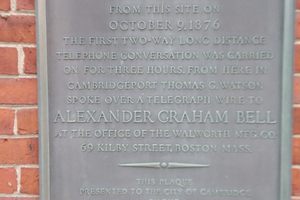 FROM THIS SITE ON
OCTOBER 9, 1876
THE FIRST TWO-WAY LONG DISTANCE
TELEPHONE CONVERSATION WAS CARRIED
ON FOR THREE HOURS. FROM HERE IN
CAMBRIDGEPORT THOMAS G. WATSON
SPOKE OVER A TELEGRAPH WIRE TO
ALEXANDER GRAHAM BELL
AT THE OFFICE OF THE WALWORTH MFG. CO.
69 KILBY STREET, BOSTON MASS.
THIS PLAQUE
PRESENTED TO THE CITY OF CAMBRIDGE